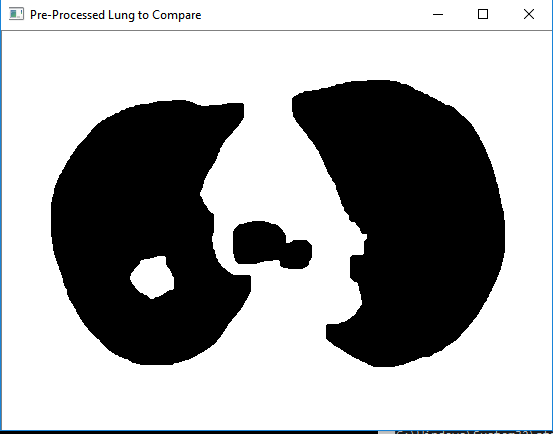 Pre-Processed Lung to Compare